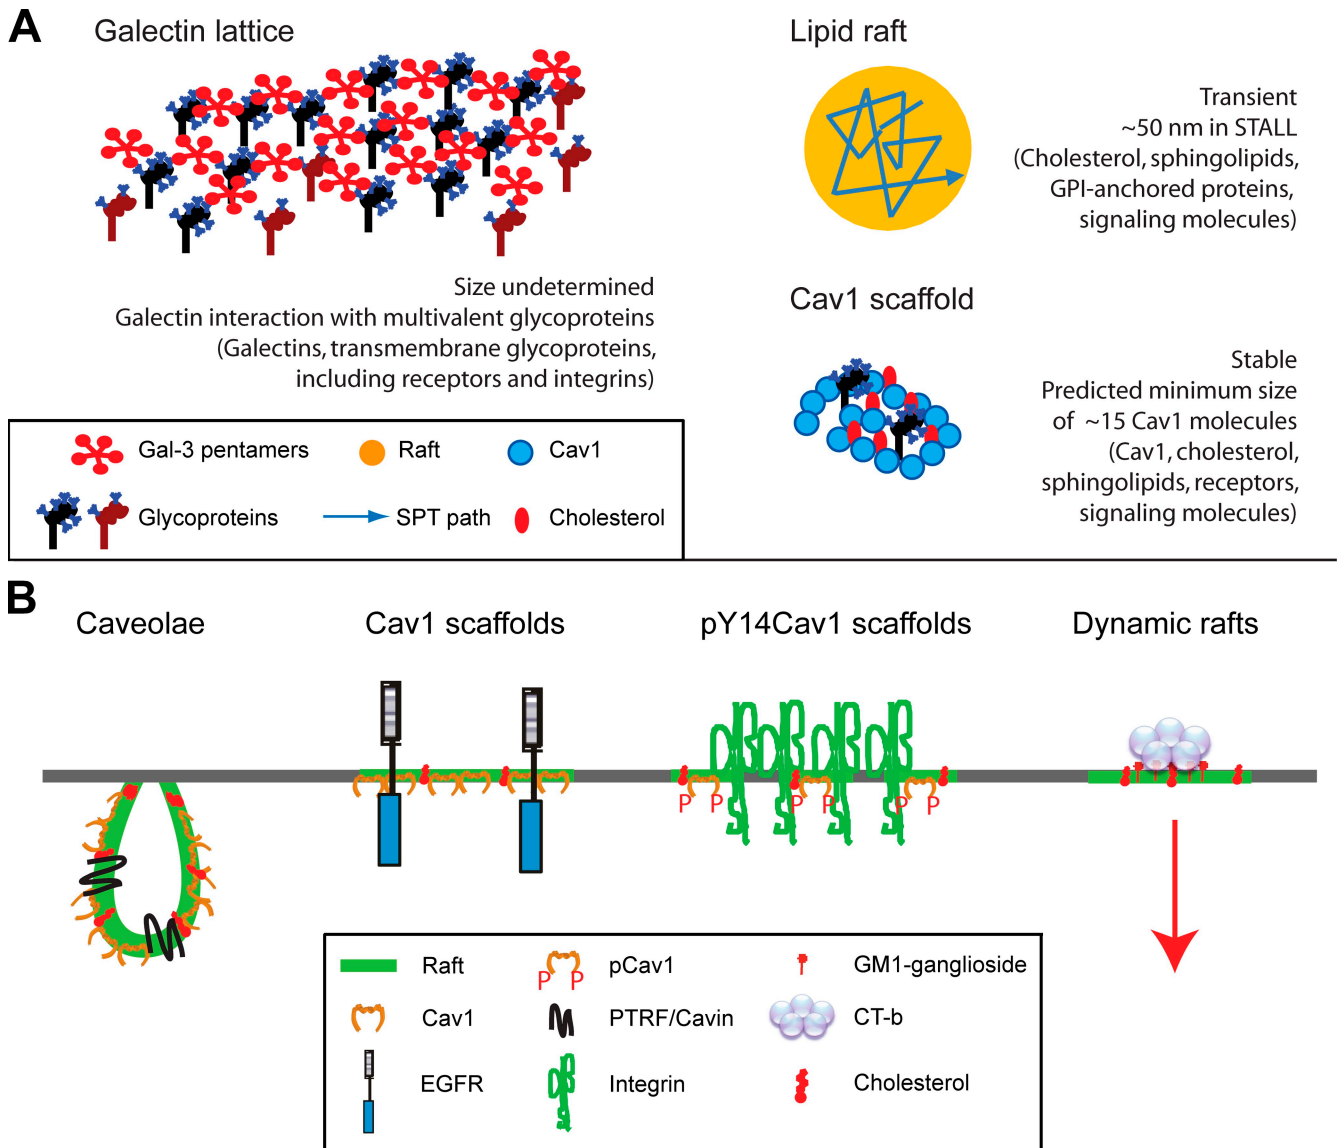 A
Galectin lattice
Size undetermined
Galectin interaction with multivalent glycoproteins
(Galectins, transmembrane glycoproteins,
including receptors and integrins)
Lipid raft
Transient
~50 nm in STALL
(Cholesterol, sphingolipids,
GPI-anchored proteins,
signaling molecules)
Cav1 scaffold
Stable
Predicted minimum size
of ~15 Cav1 molecules
(Cav1, cholesterol,
sphingolipids, receptors,
signaling molecules)
Gal-3 pentamers
Raft
Cav1
Glycoproteins
SPT path
Cholesterol
B
Caveolae
Cav1 scaffolds
pY14Cav1 scaffolds
Dynamic rafts
P P P P P P
Raft
pCav1
P P
GM1-ganglioside
Cav1
PTRF/Cavin
CT-b
EGFR
Integrin
Cholesterol